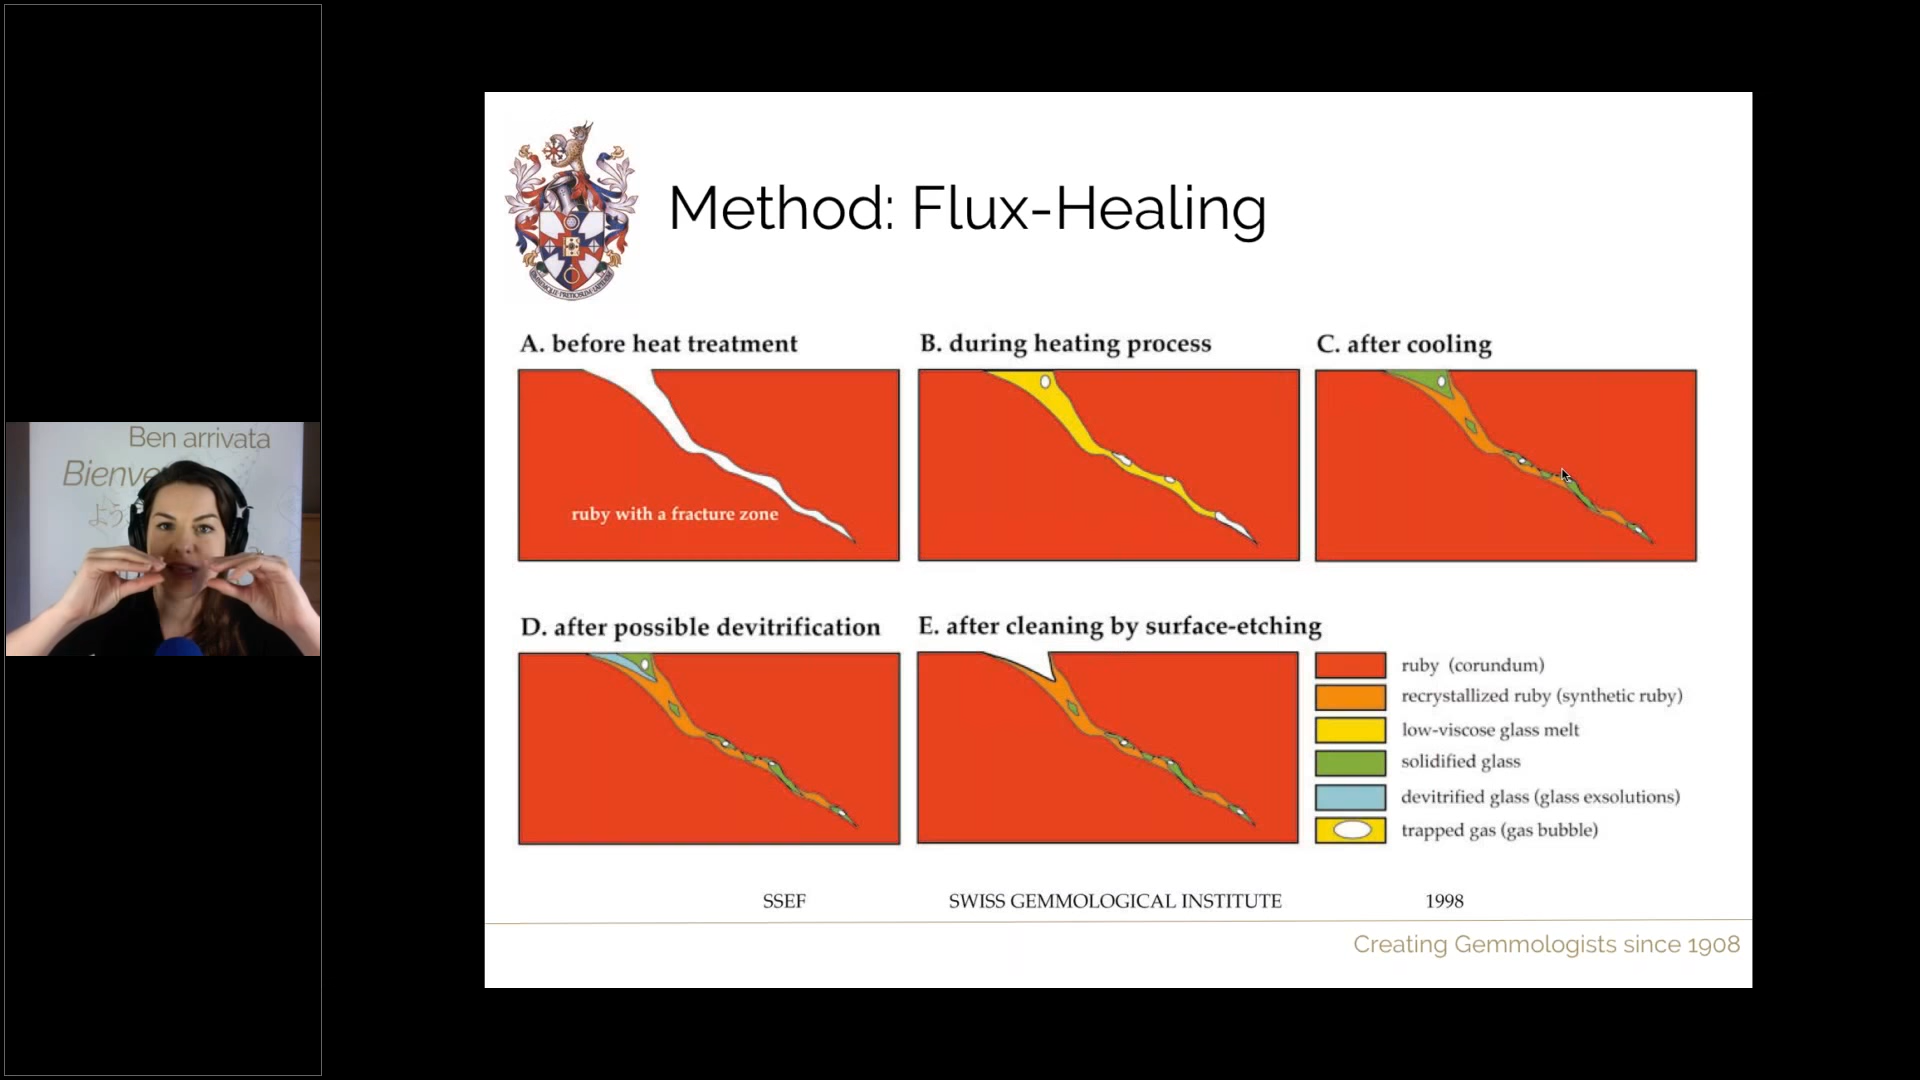 Ben arrivata
Method: Flux-Healing
A. before heat treatment
B. during heating process
C. after cooling
ruby with a fracture zone
D. after possible devitrification
E. after cleaning by surface-etching
ruby (corundum)
recrystallized ruby (synthetic ruby)
low-viscose glass melt
solidified glass
devitrified glass (glass exsolutions)
trapped gas (gas bubble)
SSEF SWISS GEMMOLOGICAL INSTITUTE 1998
Creating Gemmologists since 1908